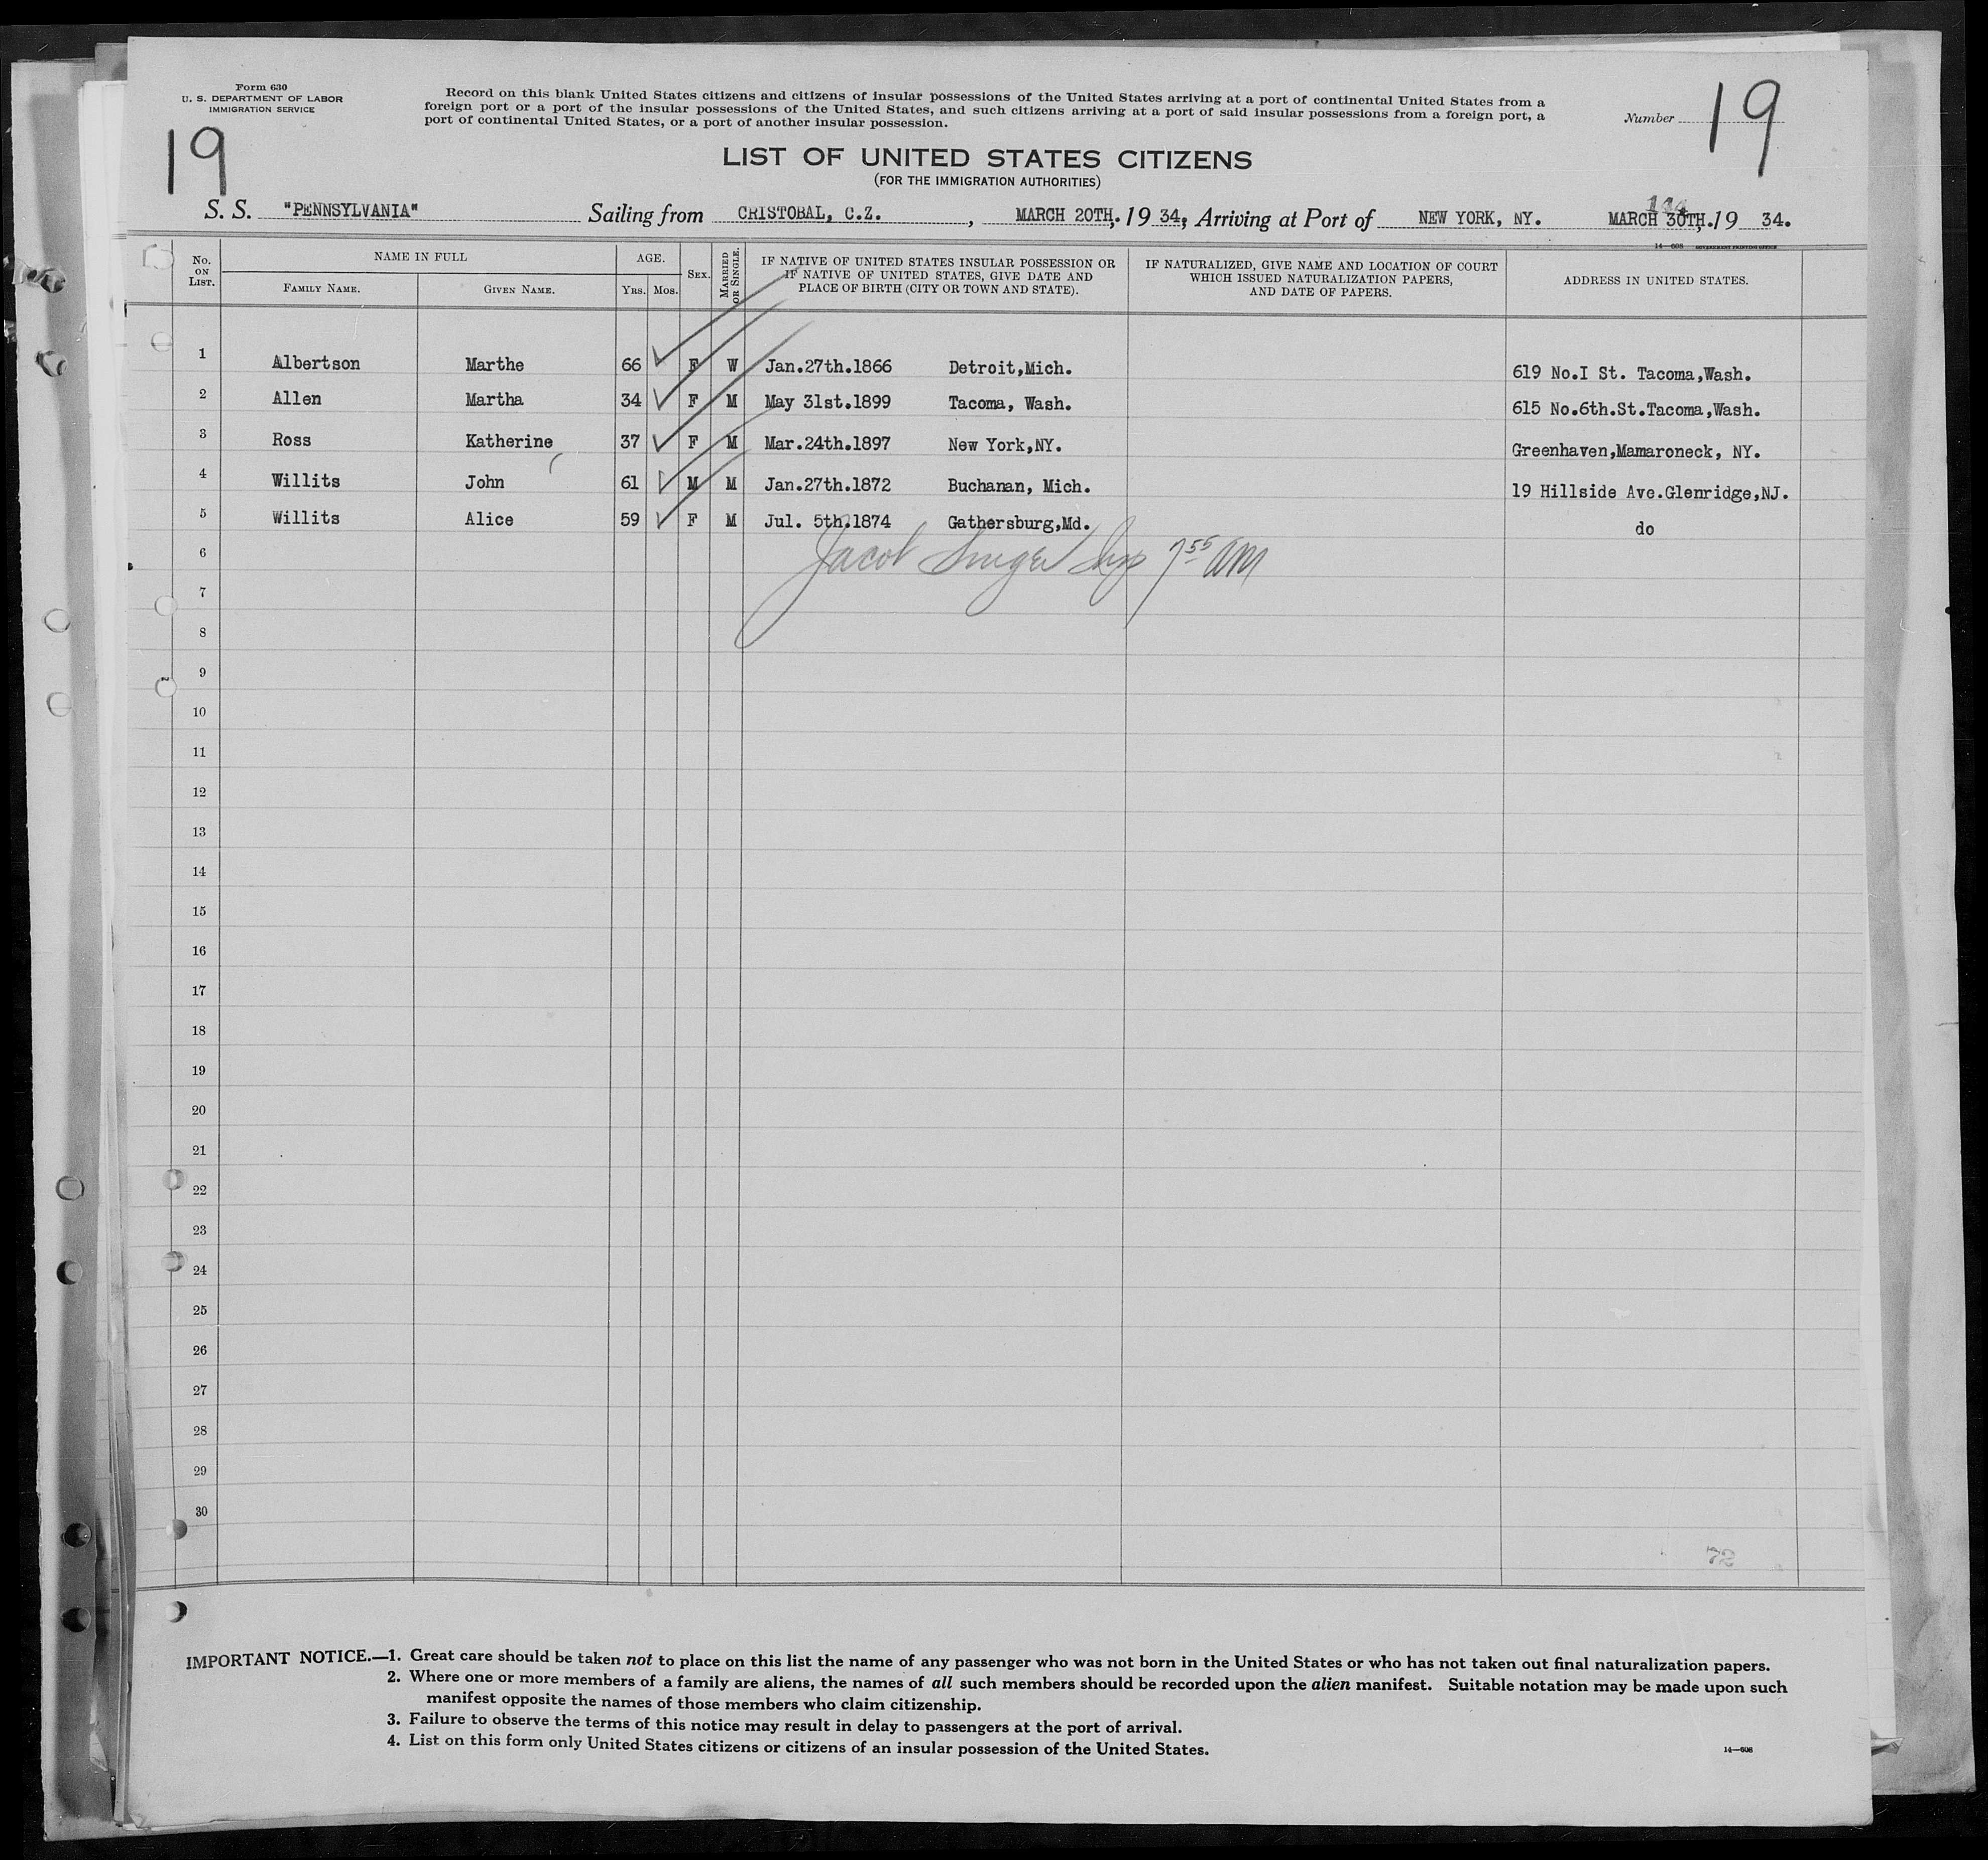 Form 630
U. S. DEPARTMENT OF LABOR
IMMIGRATION SERVICE
19
Record on this blank United States citizens and citizens of insular possessions of the United States arriving at a port of continental United States from a
foreign port or a port of the insular possessions of the United States, and such citizens arriving at a port of said insular possessions from a foreign port, a
port of continental United States, or a port of another insular possession.
Number 19
LIST OF UNITED STATES CITIZENS
(FOR THE IMMIGRATION AUTHORITIES)
S. S. "PENNSYLVANIA" Sailing from CRISTOBAL, C.Z. , MARCH 20TH, 19 34, Arriving at Port of NEW YORK, NY. MARCH 30TH, 19 34.
14—608 GOVERNMENT PRINTING OFFICE
No. ON LIST. NAME IN FULL AGE. SEX. MARRIED OR SINGLE. IF NATIVE OF UNITED STATES INSULAR POSSESSION OR IF NATIVE OF UNITED STATES, GIVE DATE AND PLACE OF BIRTH (CITY OR TOWN AND STATE). IF NATURALIZED, GIVE NAME AND LOCATION OF COURT WHICH ISSUED NATURALIZATION PAPERS, AND DATE OF PAPERS. ADDRESS IN UNITED STATES.
FAMILY NAME. GIVEN NAME. YRS. MOS.
1 Albertson Marthe 66 F W Jan.27th.1866 Detroit,Mich. 619 No.I St. Tacoma,Wash.
2 Allen Martha 34 F M May 31st.1899 Tacoma, Wash. 615 No.6th.St.Tacoma,Wash.
3 Ross Katherine 37 F M Mar.24th.1897 New York,NY. Greenhaven,Mamaroneck, NY.
4 Willits John 61 M M Jan.27th.1872 Buchanan, Mich. 19 Hillside Ave.Glenridge,NJ.
5 Willits Alice 59 F M Jul. 5th.1874 Gathersburg,Md. do
6 Jacob Insp 7 55 AM
7
8
9
10
11
12
13
14
15
16
17
18
19
20
21
22
23
24
25
26
27
28
29
30
72
IMPORTANT NOTICE.—1. Great care should be taken not to place on this list the name of any passenger who was not born in the United States or who has not taken out final naturalization papers.
2. Where one or more members of a family are aliens, the names of all such members should be recorded upon the alien manifest. Suitable notation may be made upon such
manifest opposite the names of those members who claim citizenship.
3. Failure to observe the terms of this notice may result in delay to passengers at the port of arrival.
4. List on this form only United States citizens or citizens of an insular possession of the United States.
14—608